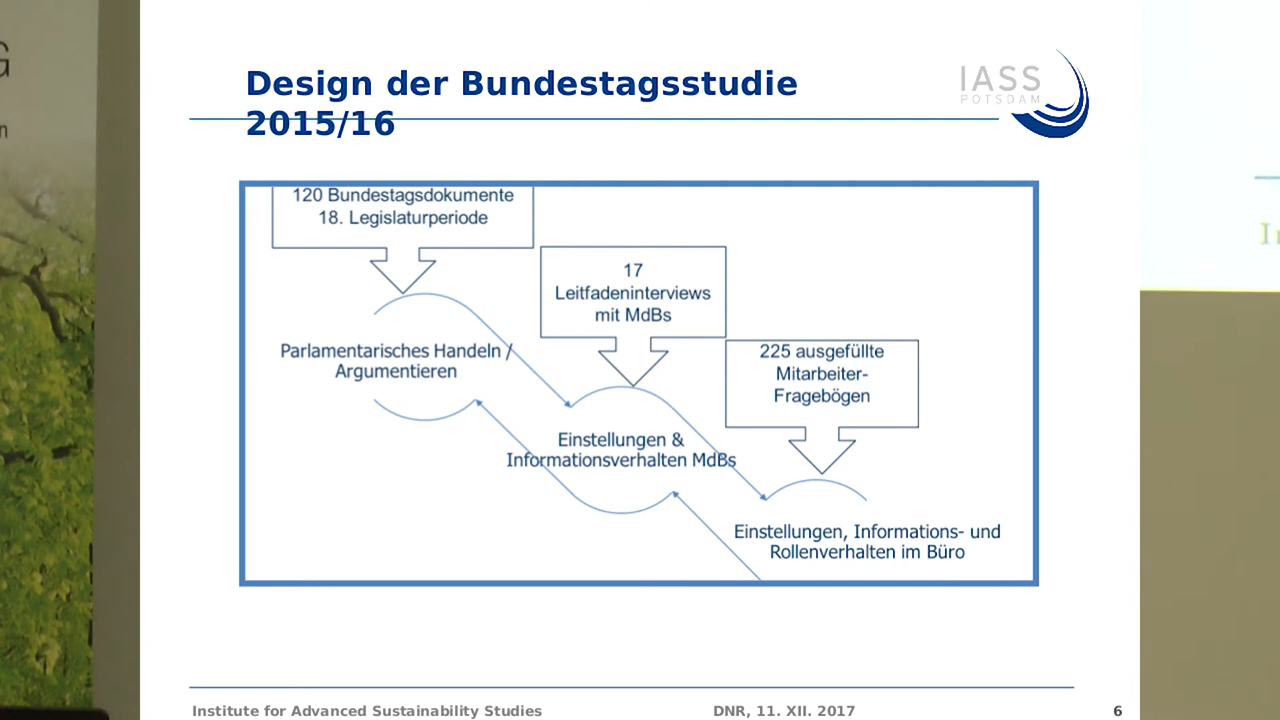 Design der Bundestagsstudie
2015/16
IASS
POTSDAM
120 Bundestagsdokumente
18. Legislaturperiode
17
Leitfadeninterviews
mit MdBs
225 ausgefüllte
Mitarbeiter-
Fragebögen
Parlamentarisches Handeln /
Argumentieren
Einstellungen &
Informationsverhalten MdBs
Einstellungen, Informations- und
Rollenverhalten im Büro
Institute for Advanced Sustainability Studies
DNR, 11. XII. 2017
6